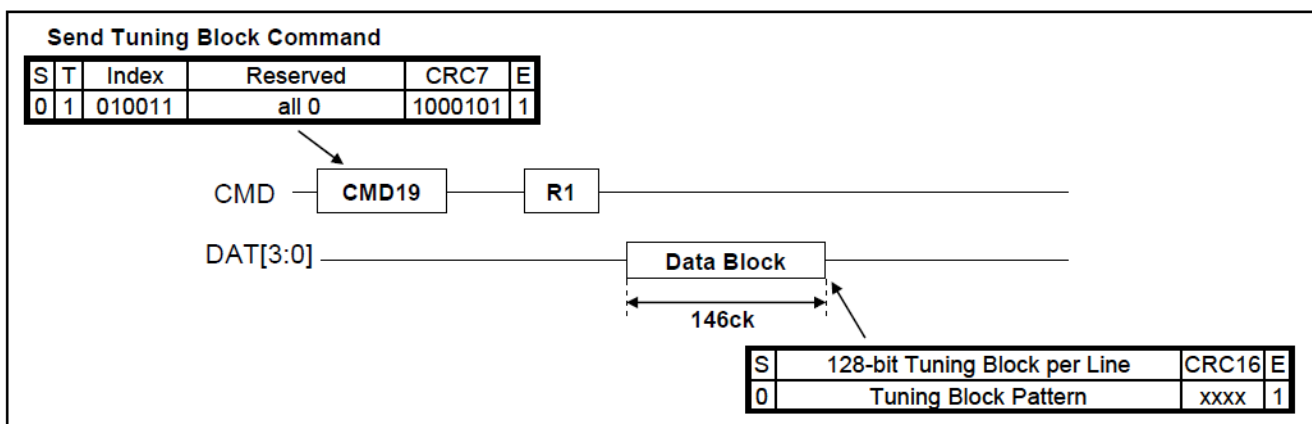 Send Tuning Block Command
S T Index Reserved CRC7 E
0 1 010011 all 0 1000101 1
CMD CMD19 R1
DAT[3:0] Data Block
146ck
S 128-bit Tuning Block per Line CRC16 E
0 Tuning Block Pattern xxxx 1